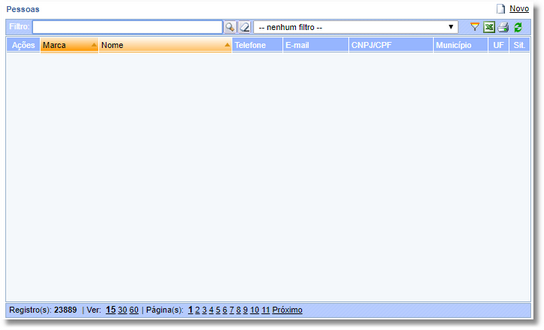 Pessoas Novo
Filtro: -- nenhum filtro --
Ações Marca Nome Telefone E-mail CNPJ/CPF Município UF Sit.
Registro(s): 23889 | Ver: 15 30 60 | Página(s): 1 2 3 4 5 6 7 8 9 10 11 Próximo